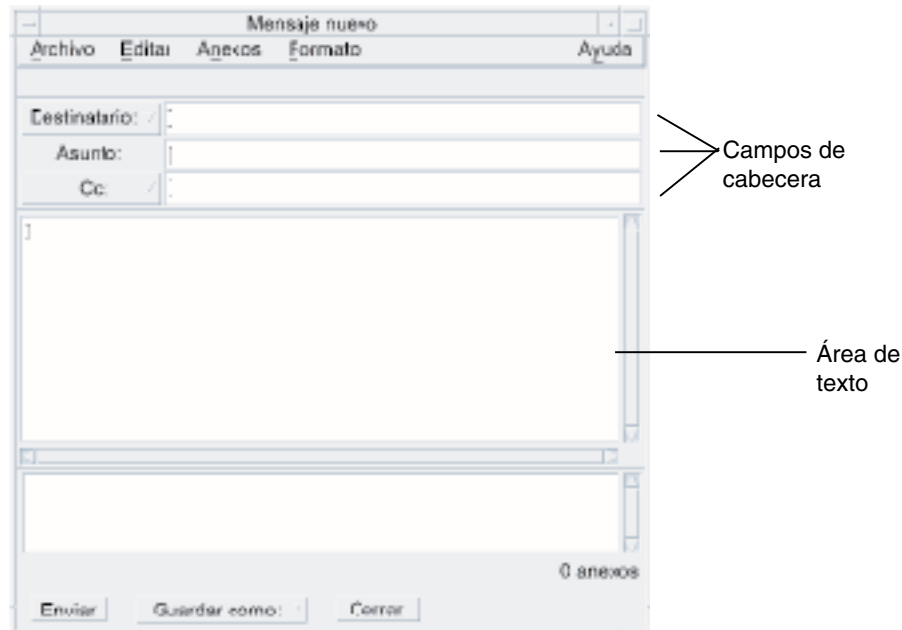 Mensaje nuevo
Archivo Editar Anexos Formato Ayuda
Destinatario:
Asunto:
Cc:
Campos de
cabecera
Área de
texto
0 anexos
Enviar Guardar como: Cerrar